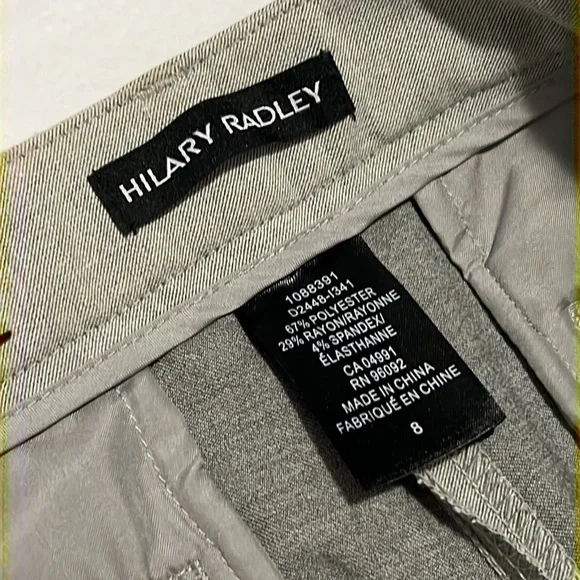 HILARY RADLEY
1088391
D2448-I341
67% POLYESTER
29% RAYON/RAYONNE
4% SPANDEX/
ÉLASTHANNE
CA 04991
RN 96092
MADE IN CHINA
FABRIQUÉ EN CHINE
8